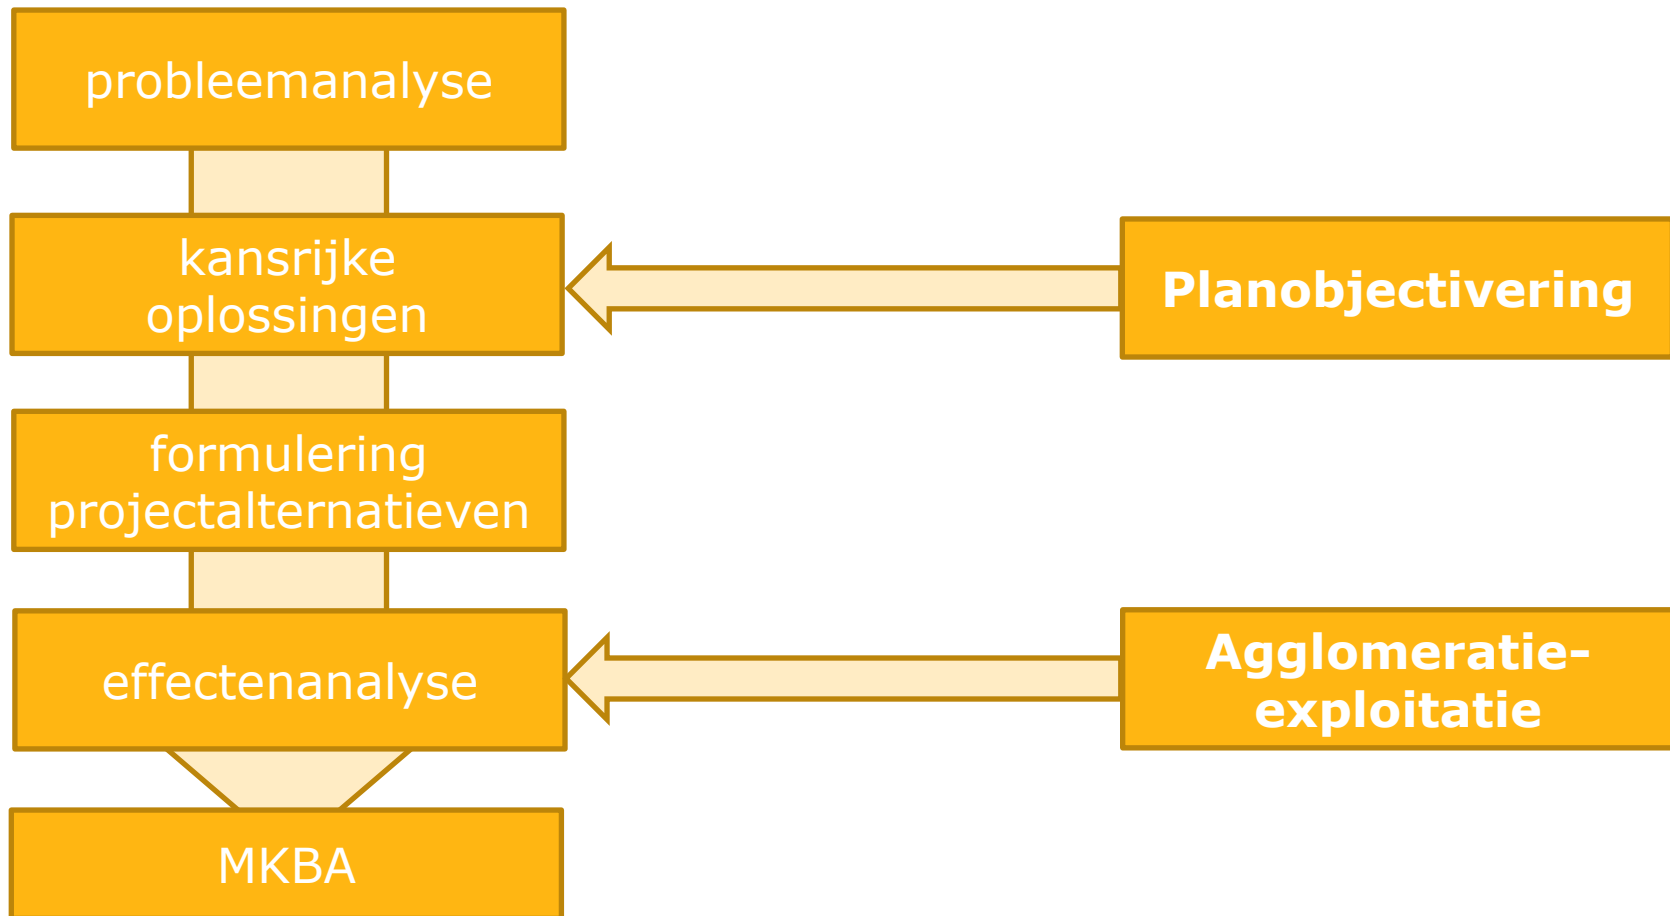 probleemanalyse
kansrijke
oplossingen
Planobjectivering
formulering
projectalternatieven
effectenanalyse
Agglomeratie-
exploitatie
MKBA